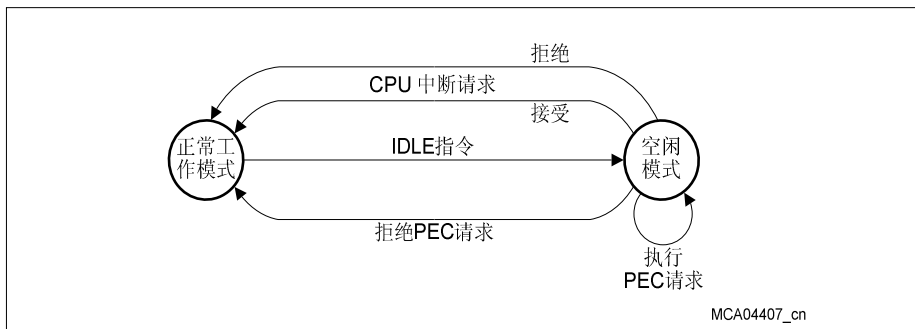 拒绝
CPU 中断请求
接受
正常工
作模式
IDLE指令
空闲
模式
拒绝PEC请求
执行
PEC请求
MCA04407_cn